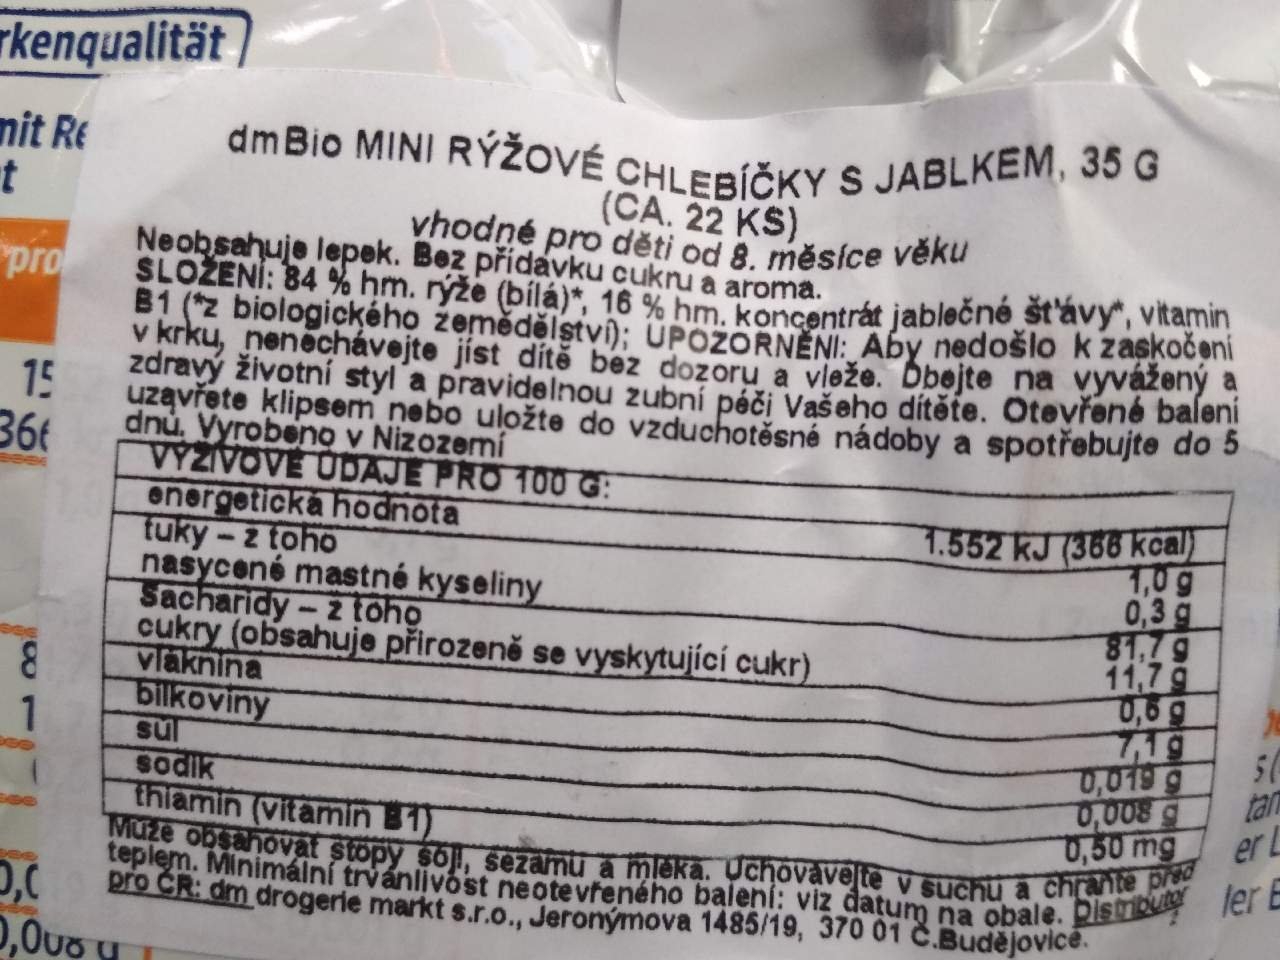 rkenqualität
mit Re
t
pro
15
366
8
1
0,0
0,008 g
dmBio MINI RÝŽOVÉ CHLEBÍČKY S JABLKEM, 35 G
(CA. 22 KS)
vhodné pro děti od 8. měsíce věku
Neobsahuje lepek. Bez přídavku cukru a aroma.
SLOŽENÍ: 84 % hm. rýže (bílá)*, 16 % hm. koncentrát jablečné šťávy*, vitamin
B1 (*z biologického zemědělství); UPOZORNĚNI: Aby nedošlo k zaskočení
v krku, nenechávejte jíst dítě bez dozoru a vleže. Dbejte na vyvážený a
zdravý životní styl a pravidelnou zubní péči Vašeho dítěte. Otevřené balení
uzavřete klipsem nebo uložte do vzduchotěsné nádoby a spotřebujte do 5
dnů. Vyrobeno v Nizozemí
VÝŽIVOVÉ ÚDAJE PRO 100 G:
energetická hodnota 1.552 kJ (366 kcal)
tuky – z toho 1,0 g
nasycené mastné kyseliny 0,3 g
Sacharidy – z toho 81,7 g
cukry (obsahuje přirozeně se vyskytující cukr) 11,7 g
vláknina 0,6 g
bílkoviny 7,1 g
sůl 0,019 g
sodík 0,008 g
thiamin (vitamin B1) 0,50 mg
Může obsahovat stopy sóji, sezamu a mléka. Uchovávejte v suchu a chraňte před
teplem. Minimální trvanlivost neotevřeného balení: viz datum na obale. Distributor
pro ČR: dm drogerie markt s.r.o., Jeronýmova 1485/19, 370 01 Č.Budějovice.